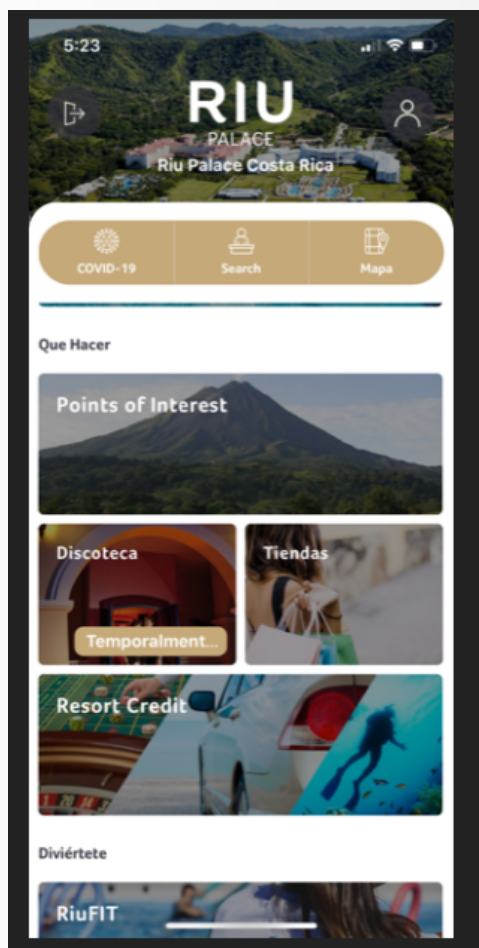 5:23
RIU
PALACE
Riu Palace Costa Rica
COVID-19
Search
Mapa
Que Hacer
Points of Interest
Discoteca
Tiendas
Temporalment...
Resort Credit
Diviértete
RiuFIT